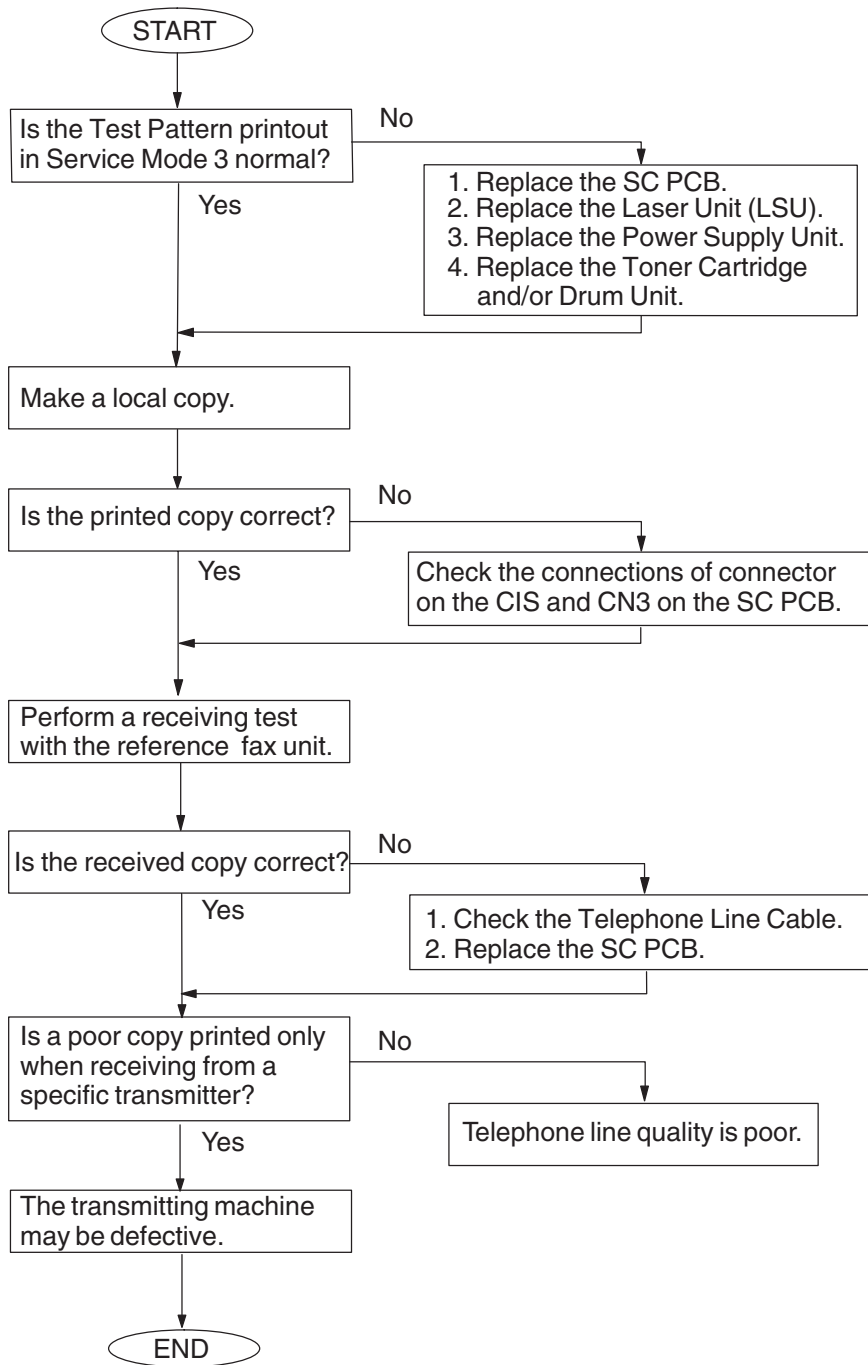 START
Is the Test Pattern printout
in Service Mode 3 normal?
No
Yes
1. Replace the SC PCB.
2. Replace the Laser Unit (LSU).
3. Replace the Power Supply Unit.
4. Replace the Toner Cartridge
and/or Drum Unit.
Make a local copy.
Is the printed copy correct?
No
Yes
Check the connections of connector
on the CIS and CN3 on the SC PCB.
Perform a receiving test
with the reference fax unit.
Is the received copy correct?
No
Yes
1. Check the Telephone Line Cable.
2. Replace the SC PCB.
Is a poor copy printed only
when receiving from a
specific transmitter?
No
Yes
Telephone line quality is poor.
The transmitting machine
may be defective.
END